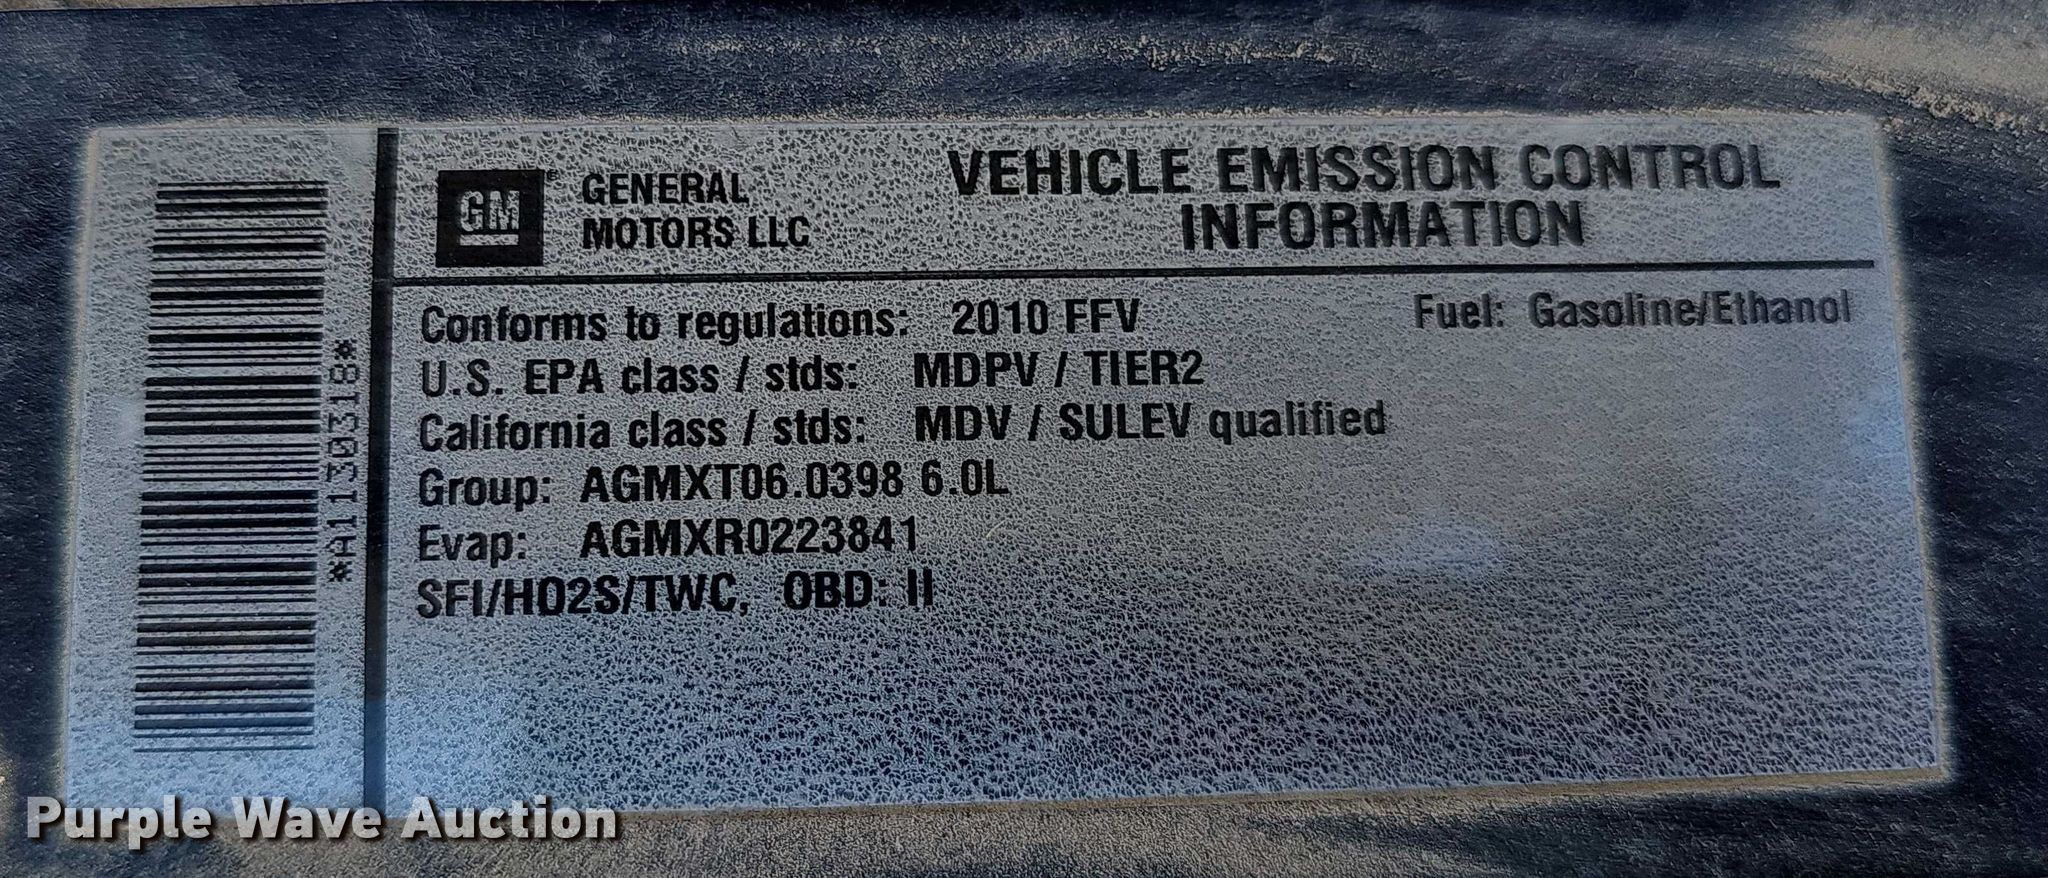 *A1130318*
GM
GENERAL
MOTORS LLC
VEHICLE EMISSION CONTROL
INFORMATION
Conforms to regulations: 2010 FFV
Fuel: Gasoline/Ethanol
U.S. EPA class / stds: MDPV / TIER2
California class / stds: MDV / SULEV qualified
Group: AGMXT06.0398 6.0L
Evap: AGMXR0223841
SFI/HO2S/TWC, OBD: II
Purple Wave Auction